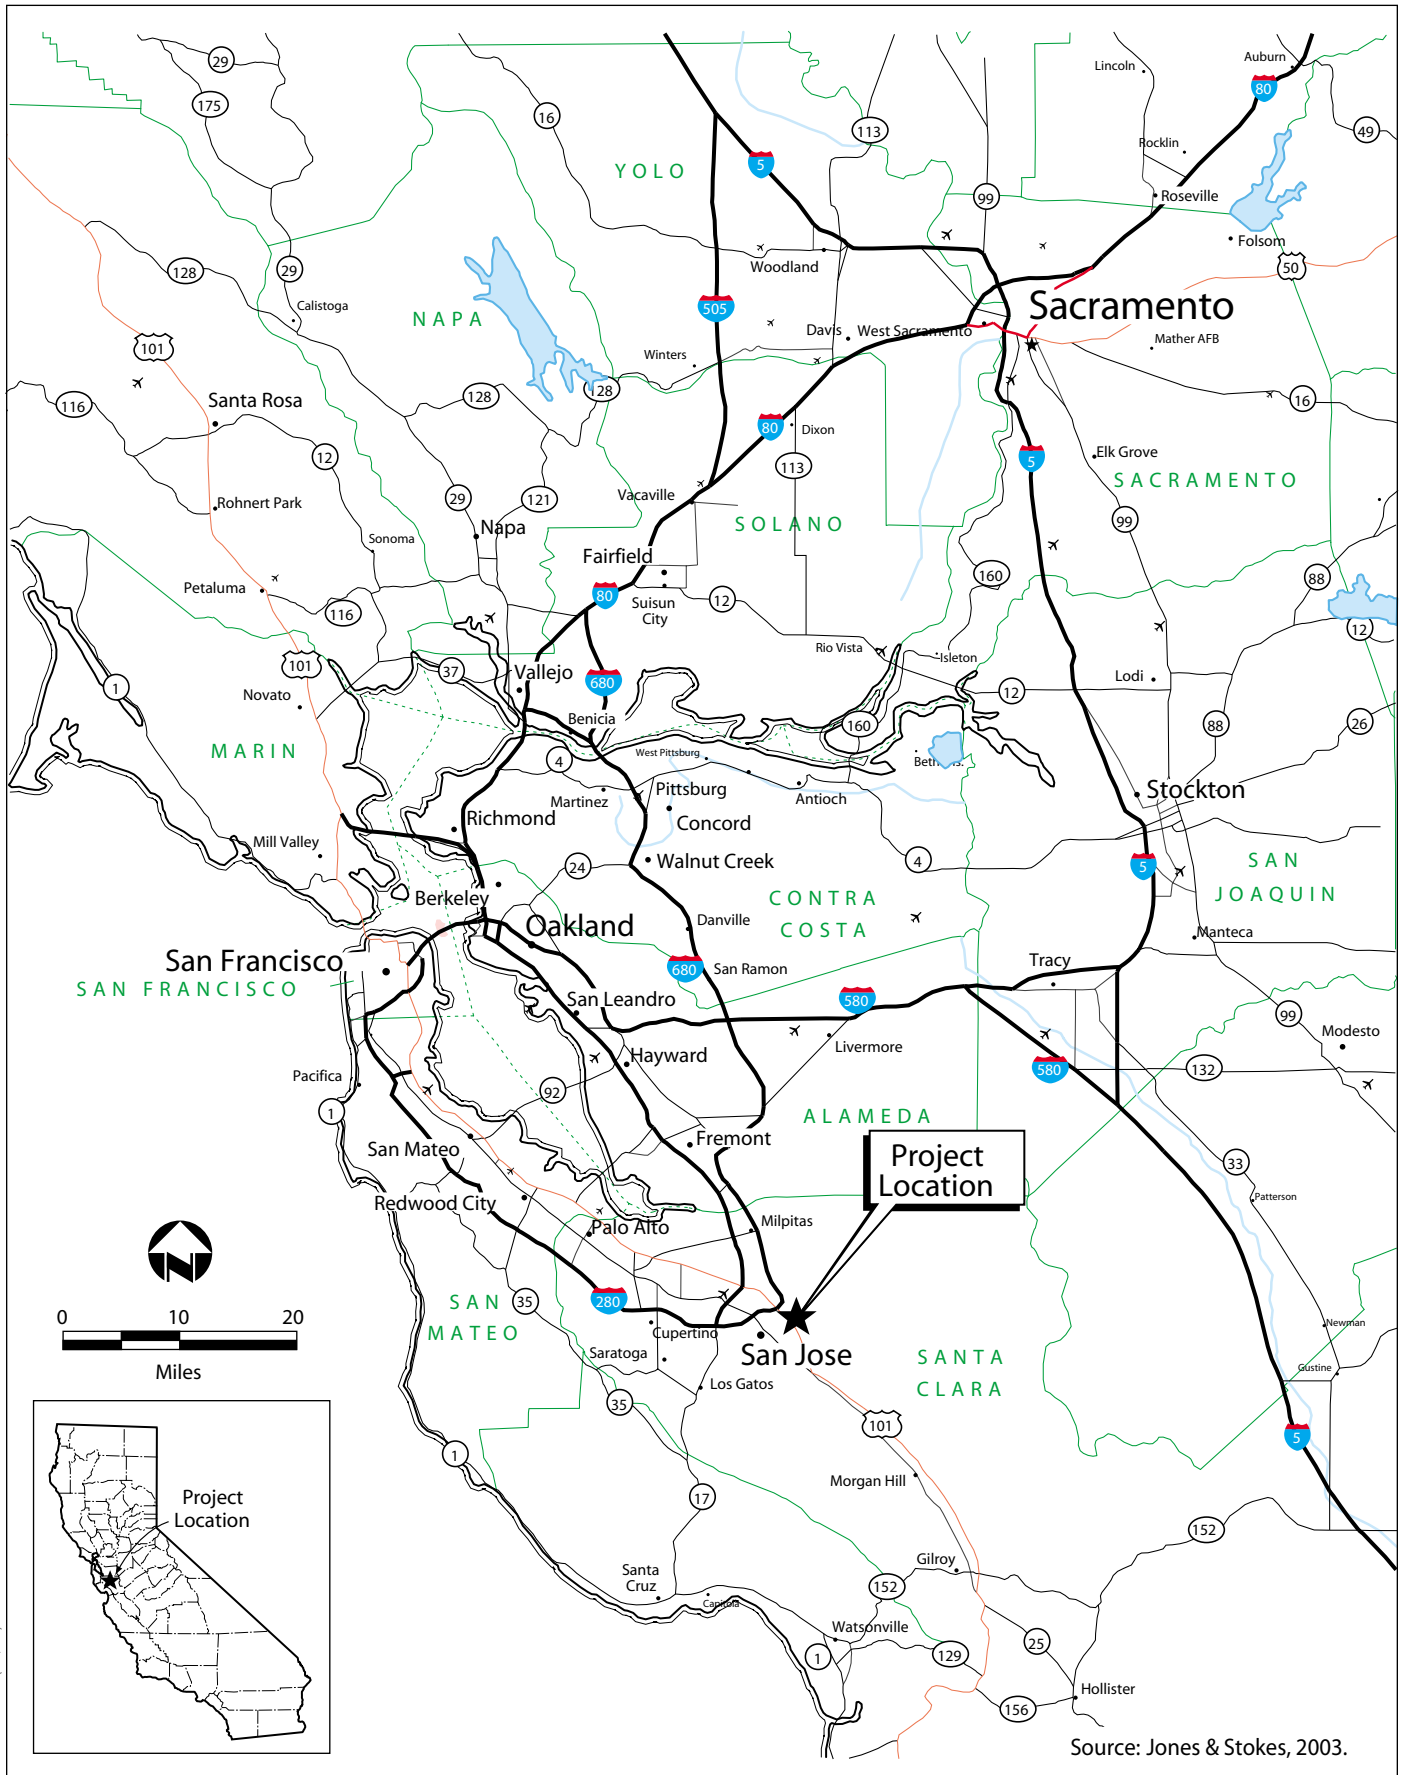 29
175
16
113
5
Lincoln
Auburn
80
49
Rocklin
YOLO
99
Roseville
Folsom
50
128
29
Woodland
Calistoga
NAPA
505
Sacramento
Davis
West Sacramento
Mather AFB
101
Winters
128
128
116
Santa Rosa
16
80
Dixon
12
5
Elk Grove
113
SACRAMENTO
29
121
Vacaville
Rohnert Park
SOLANO
99
Napa
Sonoma
Fairfield
160
88
Petaluma
80
Suisun
City
12
116
12
Rio Vista
Isleton
101
37
Vallejo
680
Lodi
12
1
Novato
Benicia
160
88
26
MARIN
West Pittsburg
4
Martinez
Pittsburg
Antioch
Stockton
Richmond
Concord
Mill Valley
24
Walnut Creek
4
5
SAN
JOAQUIN
Berkeley
CONTRA
COSTA
Oakland
Danville
Manteca
San Francisco
680
San Ramon
Tracy
SAN FRANCISCO
San Leandro
580
99
Modesto
Livermore
Hayward
Pacifica
92
580
132
1
ALAMEDA
San Mateo
Fremont
Project
Location
33
Patterson
Redwood City
Palo Alto
Milpitas
0
10
20
Miles
SAN
MATEO
35
280
Cupertino
Newman
Saratoga
San Jose
SANTA
CLARA
Gustine
Los Gatos
35
101
5
1
Morgan Hill
17
Project
Location
152
Gilroy
Santa
Cruz
152
Capitola
Watsonville
1
129
25
Hollister
156
Source: Jones & Stokes, 2003.